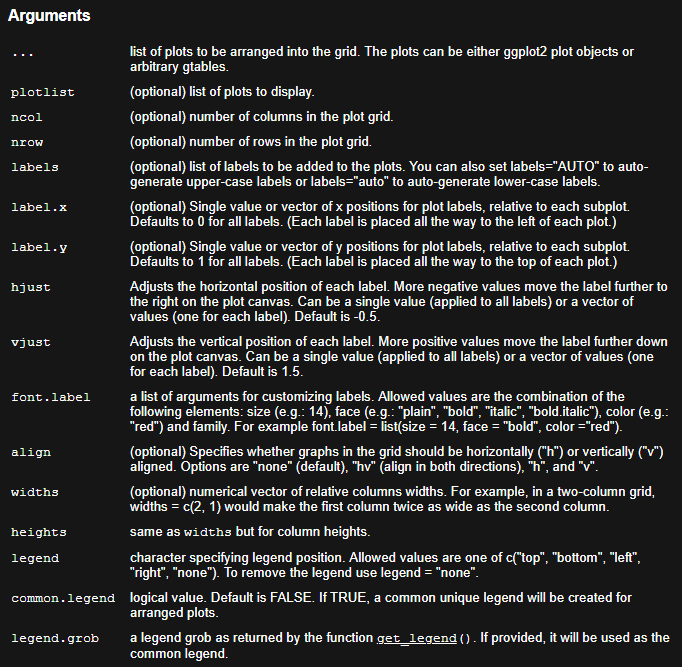 Arguments
... list of plots to be arranged into the grid. The plots can be either ggplot2 plot objects or
arbitrary gtables.
plotlist (optional) list of plots to display.
ncol (optional) number of columns in the plot grid.
nrow (optional) number of rows in the plot grid.
labels (optional) list of labels to be added to the plots. You can also set labels="AUTO" to auto-
generate upper-case labels or labels="auto" to auto-generate lower-case labels.
label.x (optional) Single value or vector of x positions for plot labels, relative to each subplot.
Defaults to 0 for all labels. (Each label is placed all the way to the left of each plot.)
label.y (optional) Single value or vector of y positions for plot labels, relative to each subplot.
Defaults to 1 for all labels. (Each label is placed all the way to the top of each plot.)
hjust Adjusts the horizontal position of each label. More negative values move the label further to
the right on the plot canvas. Can be a single value (applied to all labels) or a vector of
values (one for each label). Default is -0.5.
vjust Adjusts the vertical position of each label. More positive values move the label further down
on the plot canvas. Can be a single value (applied to all labels) or a vector of values (one
for each label). Default is 1.5.
font.label a list of arguments for customizing labels. Allowed values are the combination of the
following elements: size (e.g.: 14), face (e.g.: "plain", "bold", "italic", "bold.italic"), color (e.g.:
"red") and family. For example font.label = list(size = 14, face = "bold", color ="red").
align (optional) Specifies whether graphs in the grid should be horizontally ("h") or vertically ("v")
aligned. Options are "none" (default), "hv" (align in both directions), "h", and "v".
widths (optional) numerical vector of relative columns widths. For example, in a two-column grid,
widths = c(2, 1) would make the first column twice as wide as the second column.
heights same as widths but for column heights.
legend character specifying legend position. Allowed values are one of c("top", "bottom", "left",
"right", "none"). To remove the legend use legend = "none".
common.legend logical value. Default is FALSE. If TRUE, a common unique legend will be created for
arranged plots.
legend.grob a legend grob as returned by the function get_legend(). If provided, it will be used as the
common legend.